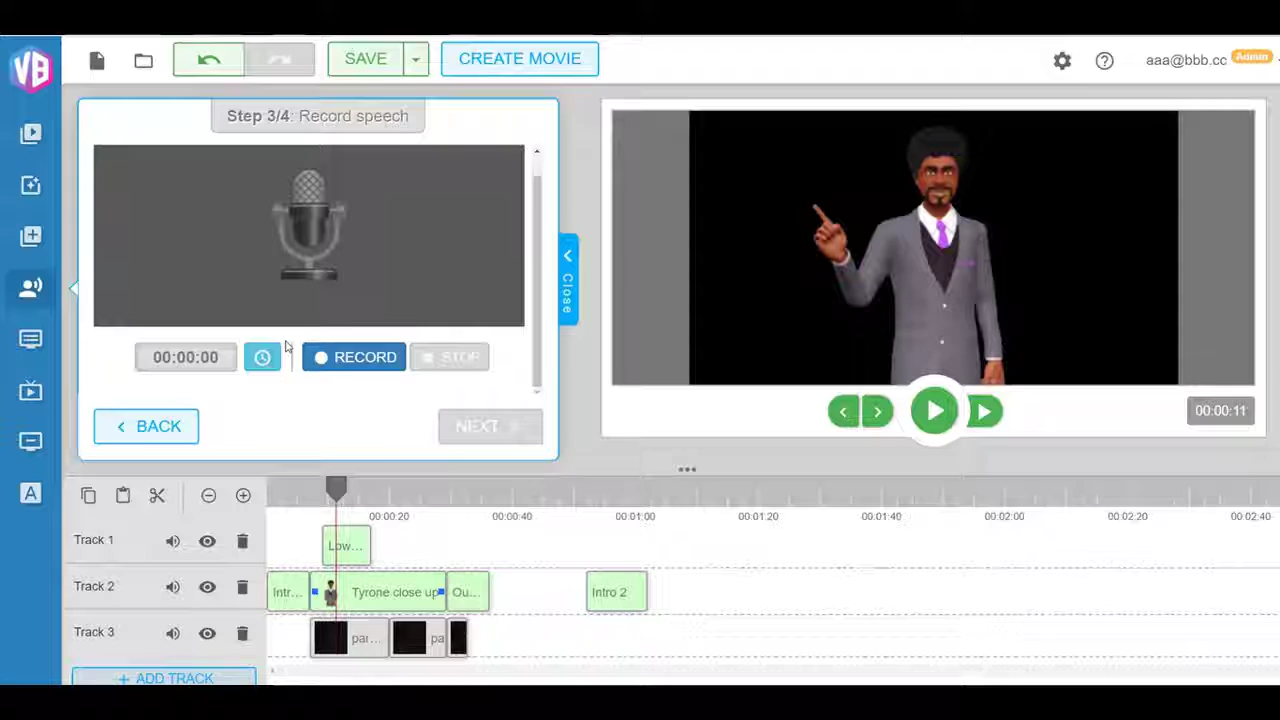 VB
SAVE
CREATE MOVIE
aaa@bbb.cc
Admin
Step 3/4: Record speech
Close
00:00:00
RECORD
STOP
BACK
NEXT
00:00:11
00:00:20
00:00:40
00:01:00
00:01:20
00:01:40
00:02:00
00:02:20
00:02:40
Track 1
Low...
Track 2
Intr...
Tyrone close up
Ou...
Intro 2
Track 3
par...
pa
+ ADD TRACK
A